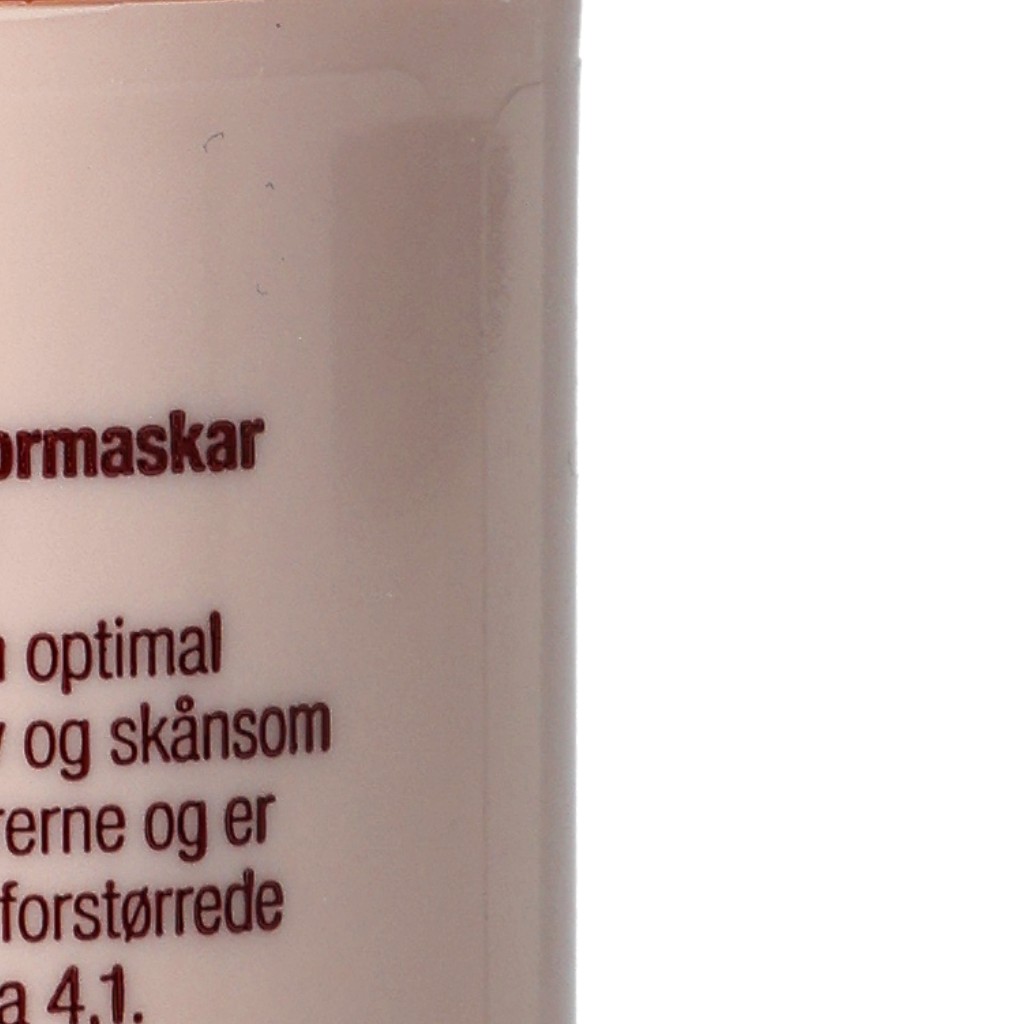 ormaskar
optimal
og skånsom
rerne og er
forstørrede
a 4,1.